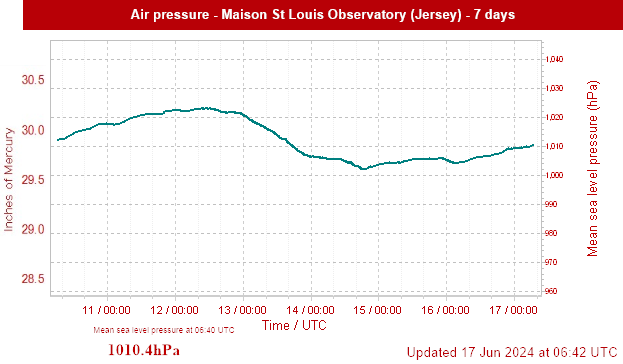 Air pressure - Maison St Louis Observatory (Jersey) - 7 days
Inches of Mercury
30.5
30.0
29.5
29.0
28.5
1,040
1,030
1,020
1,010
1,000
990
980
970
960
Mean sea level pressure (hPa)
11 / 00:00 12 / 00:00 13 / 00:00 14 / 00:00 15 / 00:00 16 / 00:00 17 / 00:00
Time / UTC
Mean sea level pressure at 06:40 UTC
1010.4hPa
Updated 17 Jun 2024 at 06:42 UTC